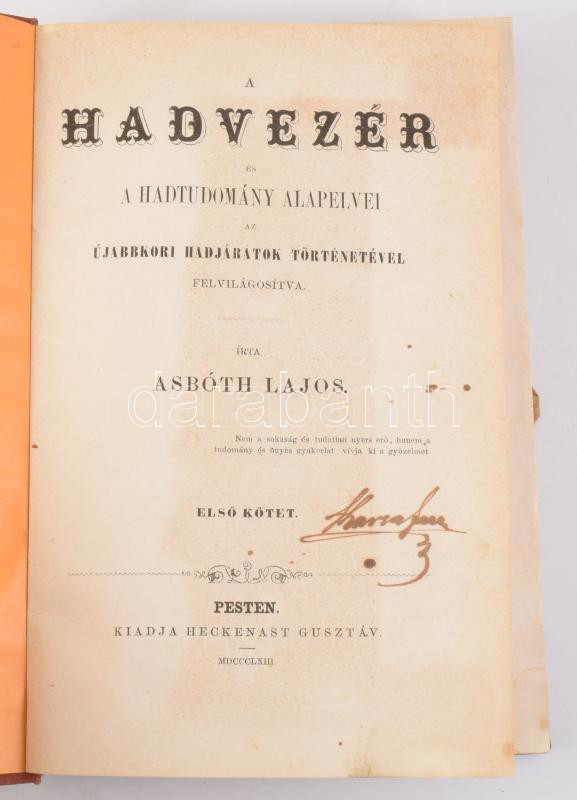 A
HADVEZÉR
ÉS
A HADTUDOMÁNY ALAPELVEI
AZ
ÚJABBKORI HADJÁRATOK TÖRTÉNETÉVEL
FELVILÁGOSÍTVA.
ÍRTA
ASBÓTH LAJOS.
darabanth
Nem a sokaság és tudatlan nyers erő, hanem a
tudomány és ügyes gyakorlat vívja ki a győzelmet
ELSŐ KÖTET.
PESTEN.
KIADJA HECKENAST GUSZTÁV.
MDCCCLXIII.